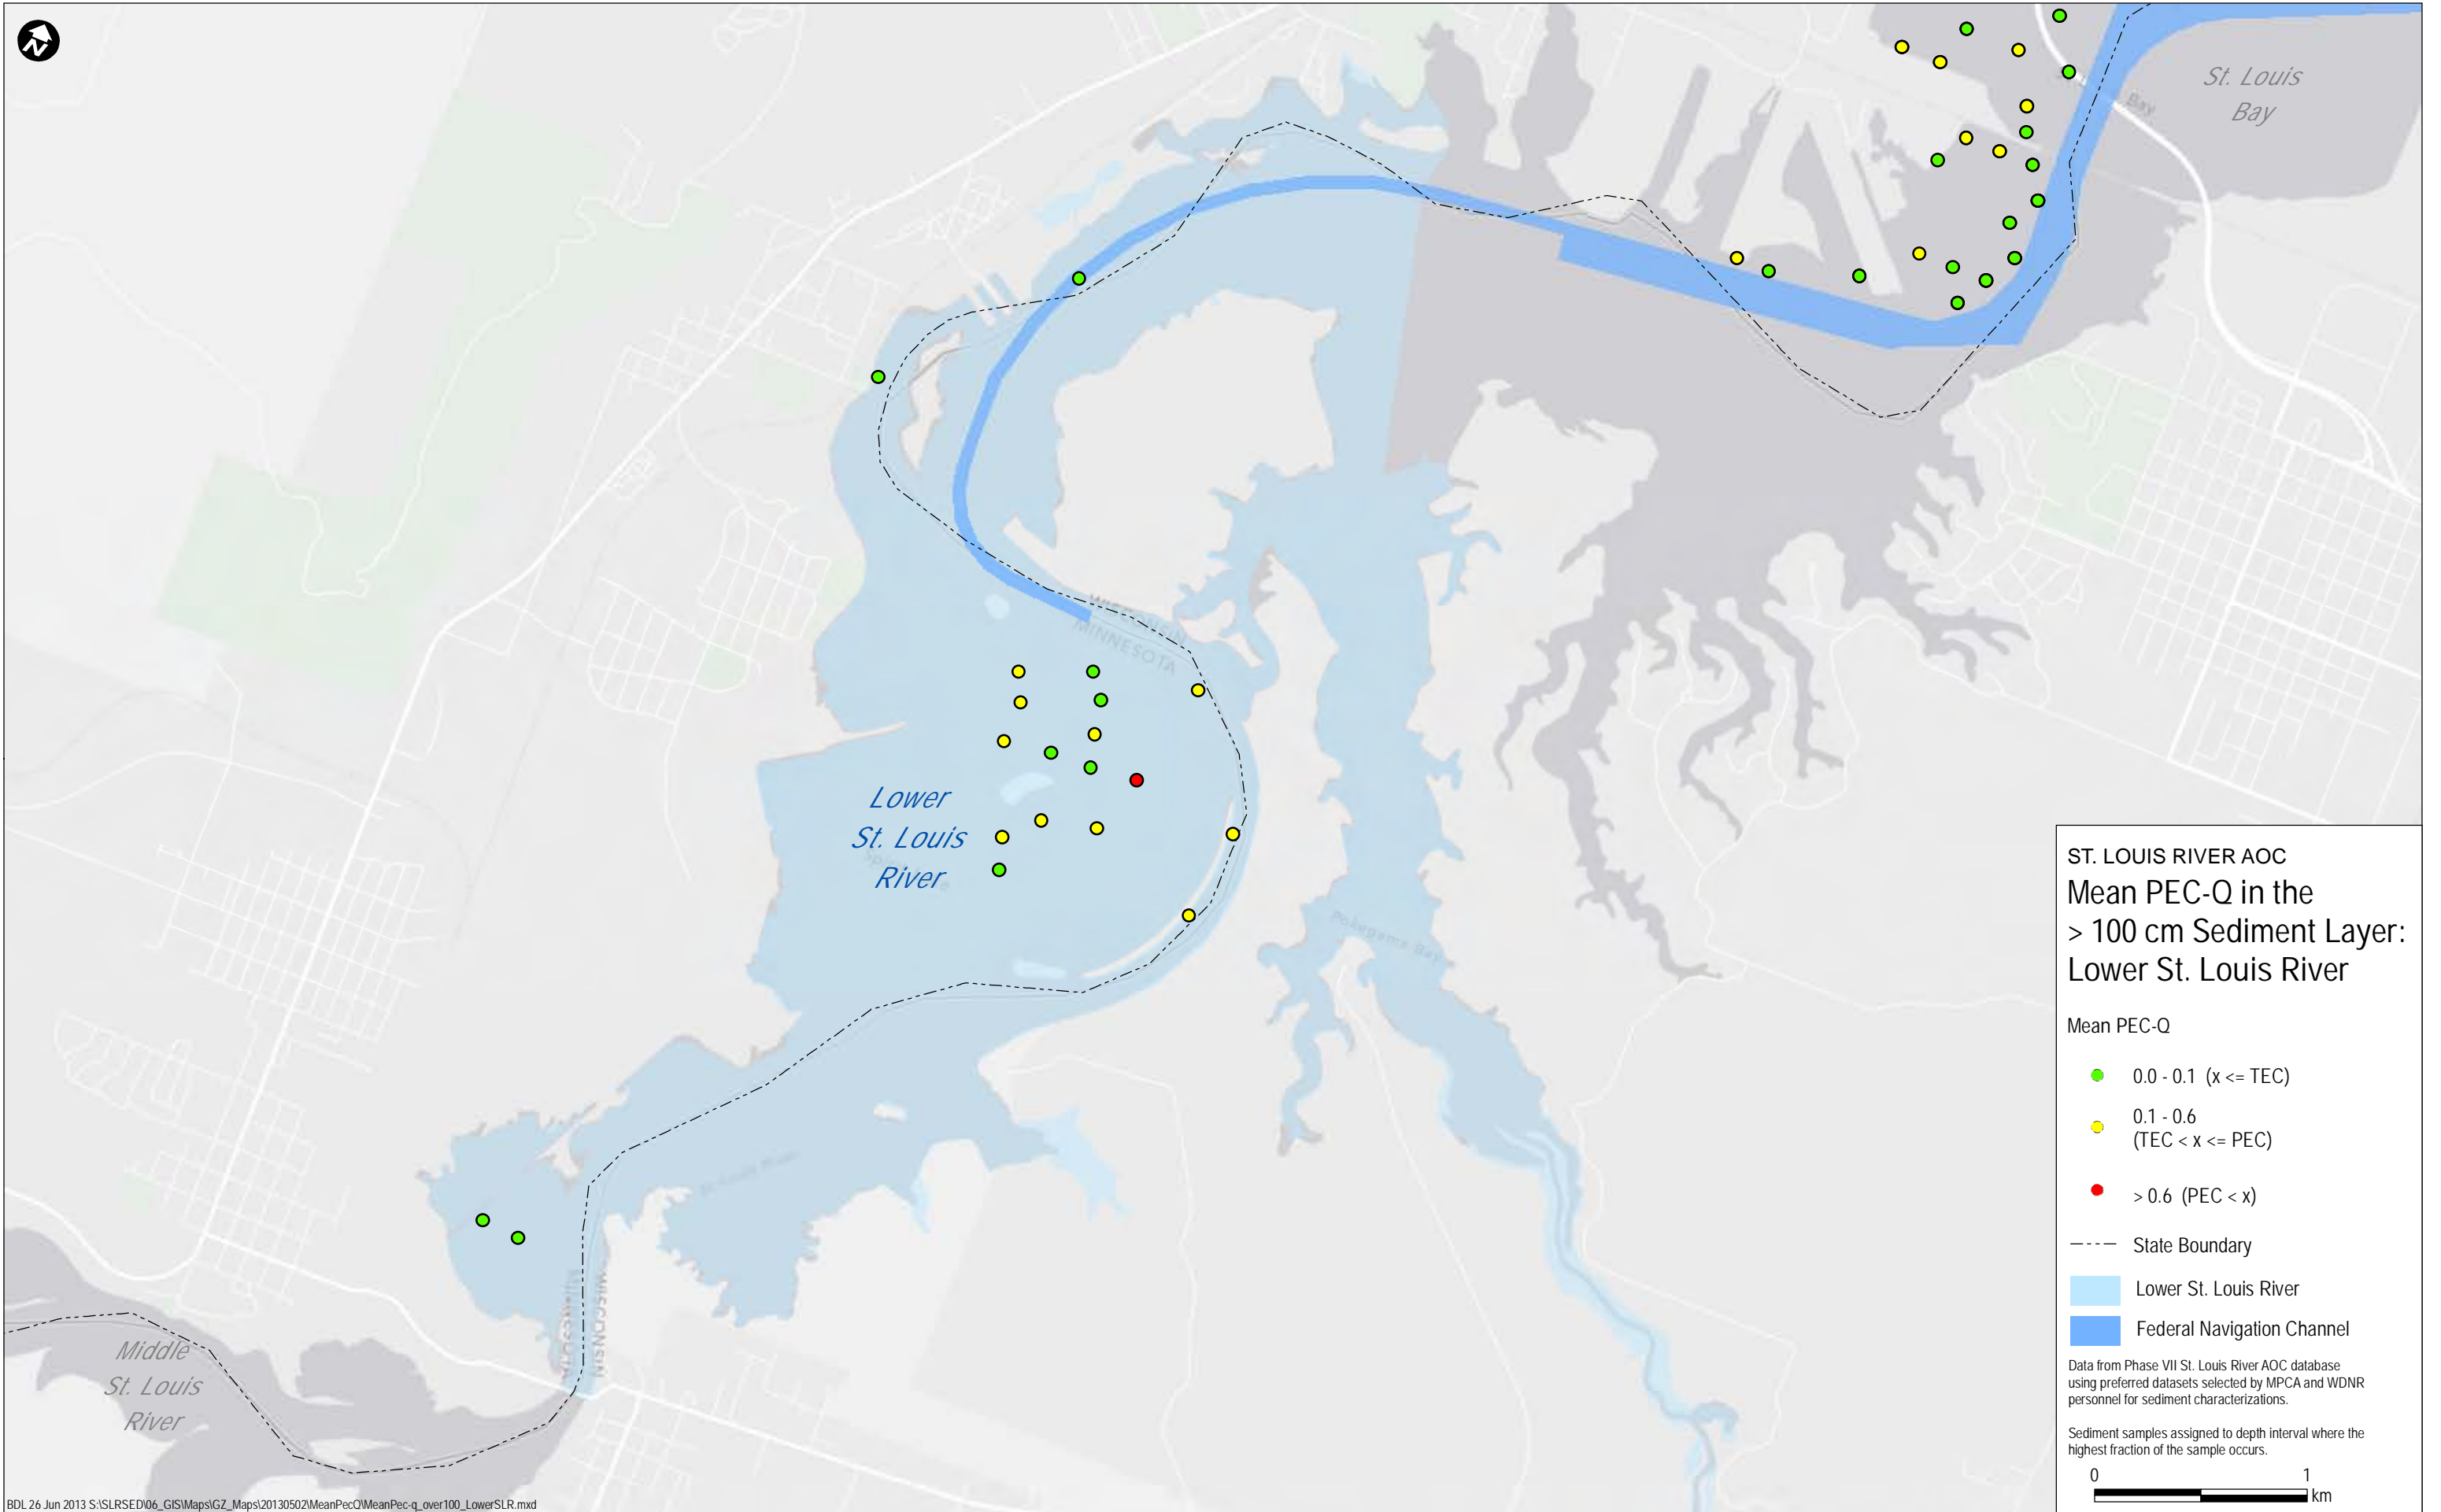 N
St. Louis
Bay
Bay
WISCONSIN
MINNESOTA
Lower
St. Louis
River
Pokegama Bay
St Louis River
MINNESOTA
WISCONSIN
Middle
St. Louis
River
ST. LOUIS RIVER AOC
Mean PEC-Q in the
> 100 cm Sediment Layer:
Lower St. Louis River
Mean PEC-Q
0.0 - 0.1 (x <= TEC)
0.1 - 0.6
(TEC < x <= PEC)
> 0.6 (PEC < x)
State Boundary
Lower St. Louis River
Federal Navigation Channel
Data from Phase VII St. Louis River AOC database
using preferred datasets selected by MPCA and WDNR
personnel for sediment characterizations.
Sediment samples assigned to depth interval where the
highest fraction of the sample occurs.
0 1
km
BDL 26 Jun 2013 S:\SLRSED\06_GIS\Maps\GZ_Maps\20130502\MeanPecQ\MeanPec-q_over100_LowerSLR.mxd